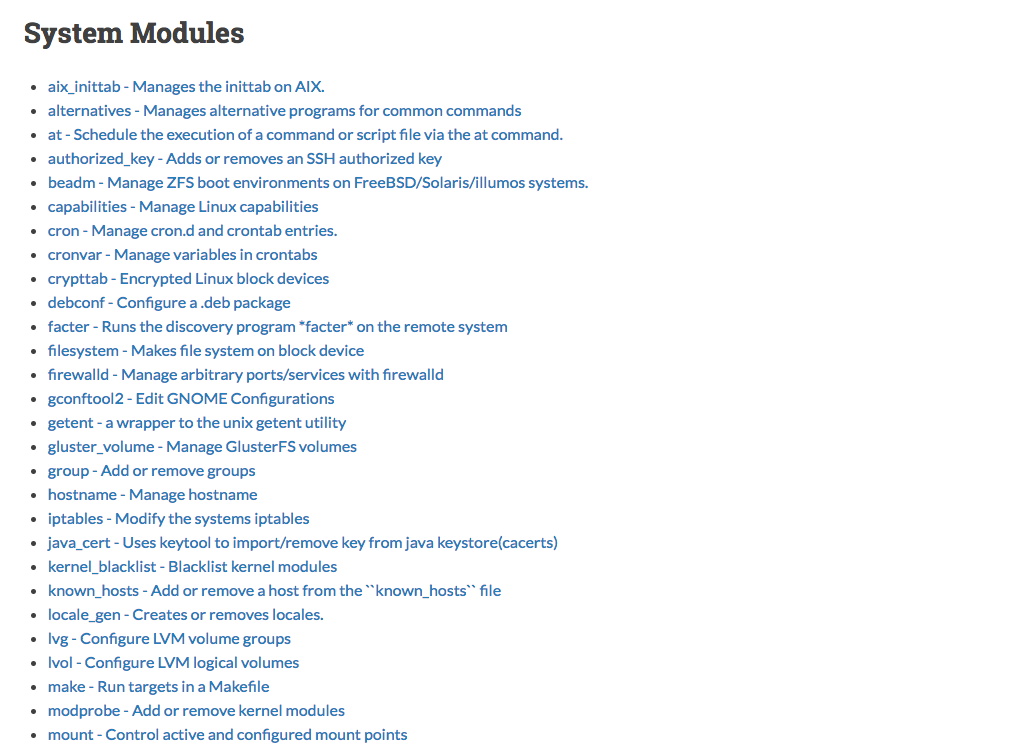 System Modules
aix_inittab - Manages the inittab on AIX.
alternatives - Manages alternative programs for common commands
at - Schedule the execution of a command or script file via the at command.
authorized_key - Adds or removes an SSH authorized key
beadm - Manage ZFS boot environments on FreeBSD/Solaris/illumos systems.
capabilities - Manage Linux capabilities
cron - Manage cron.d and crontab entries.
cronvar - Manage variables in crontabs
crypttab - Encrypted Linux block devices
debconf - Configure a .deb package
facter - Runs the discovery program *facter* on the remote system
filesystem - Makes file system on block device
firewalld - Manage arbitrary ports/services with firewalld
gconftool2 - Edit GNOME Configurations
getent - a wrapper to the unix getent utility
gluster_volume - Manage GlusterFS volumes
group - Add or remove groups
hostname - Manage hostname
iptables - Modify the systems iptables
java_cert - Uses keytool to import/remove key from java keystore(cacerts)
kernel_blacklist - Blacklist kernel modules
known_hosts - Add or remove a host from the ``known_hosts`` file
locale_gen - Creates or removes locales.
lvg - Configure LVM volume groups
lvol - Configure LVM logical volumes
make - Run targets in a Makefile
modprobe - Add or remove kernel modules
mount - Control active and configured mount points